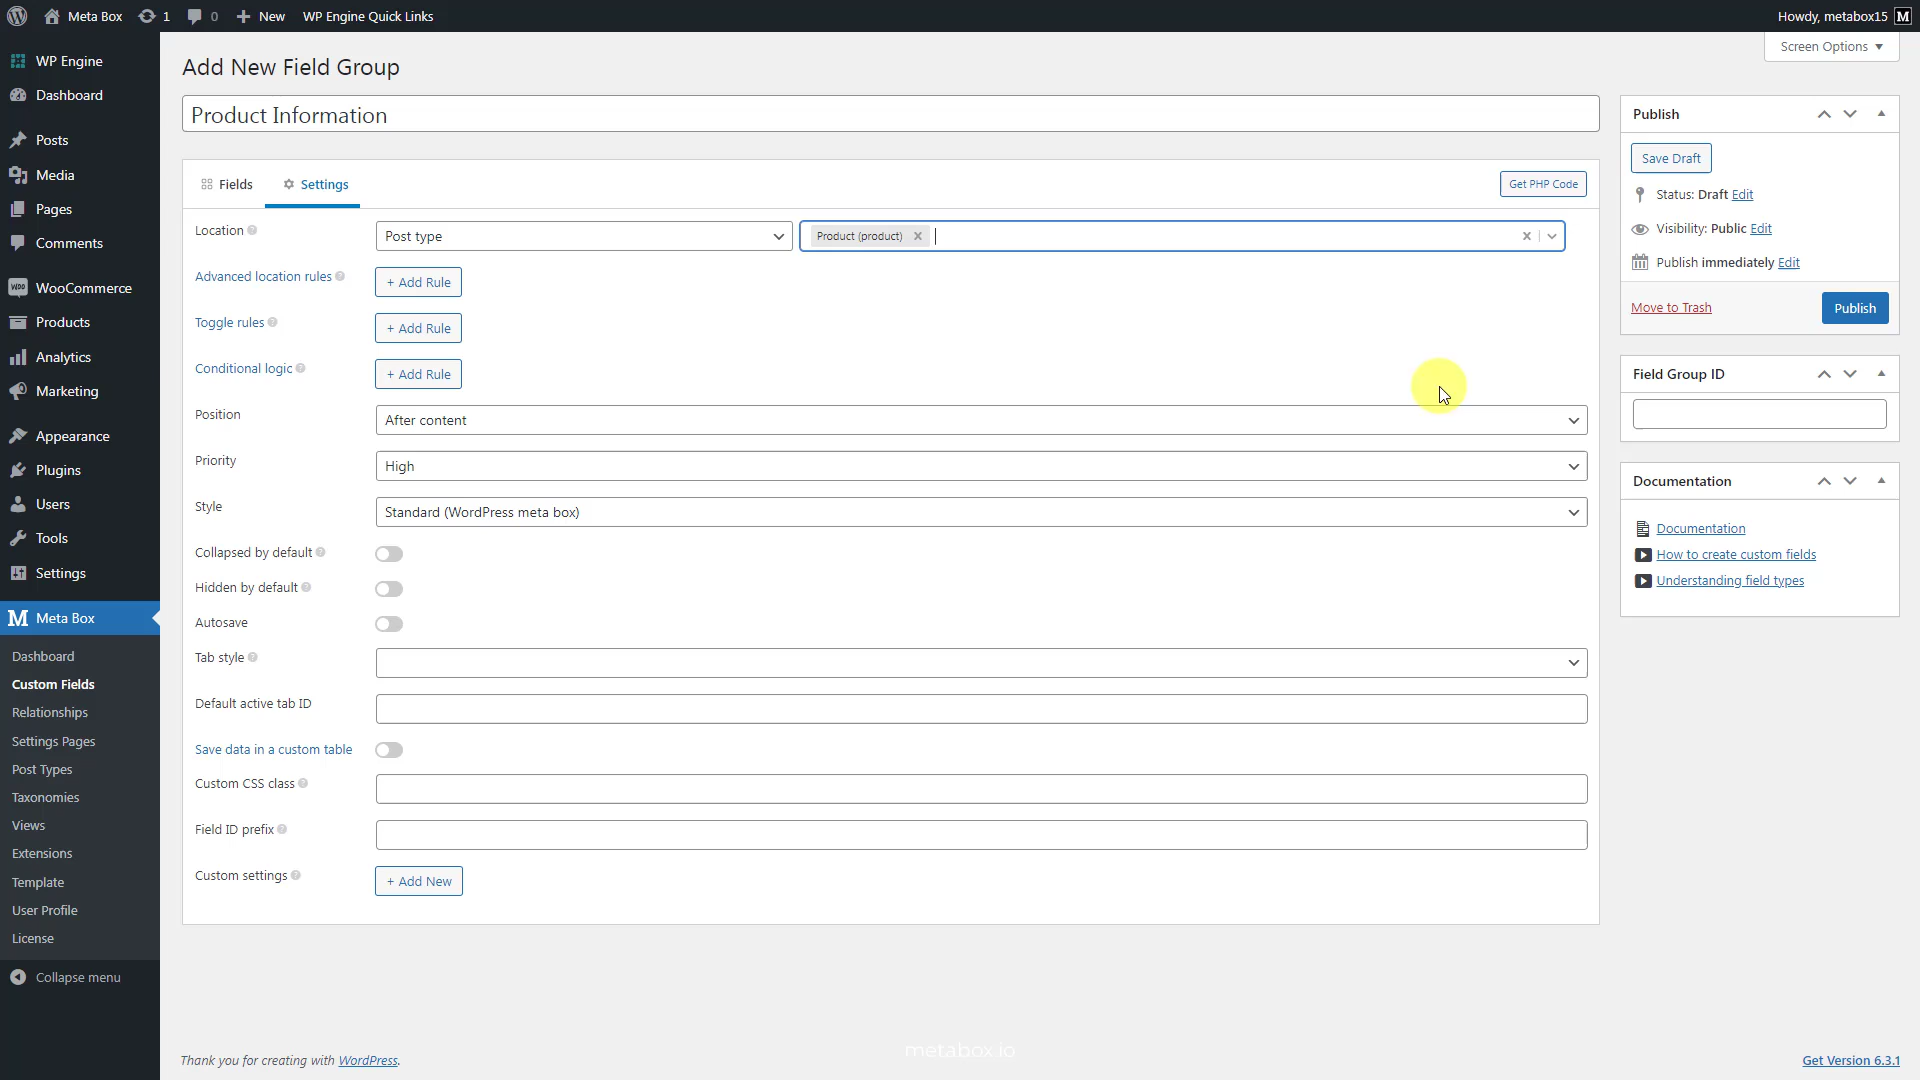 Meta Box
1
0
New
WP Engine Quick Links
Howdy, metabox15
M
Screen Options
WP Engine
Dashboard
Posts
Media
Pages
Comments
WooCommerce
Products
Analytics
Marketing
Appearance
Plugins
Users
Tools
Settings
M Meta Box
Dashboard
Custom Fields
Relationships
Settings Pages
Post Types
Taxonomies
Views
Extensions
Template
User Profile
License
Collapse menu
Add New Field Group
Product Information
Fields
Settings
Get PHP Code
Location
Post type
Product (product)
Advanced location rules
+ Add Rule
Toggle rules
+ Add Rule
Conditional logic
+ Add Rule
Position
After content
Priority
High
Style
Standard (WordPress meta box)
Collapsed by default
Hidden by default
Autosave
Tab style
Default active tab ID
Save data in a custom table
Custom CSS class
Field ID prefix
Custom settings
+ Add New
Publish
Save Draft
Status: Draft Edit
Visibility: Public Edit
Publish immediately Edit
Move to Trash
Publish
Field Group ID
Documentation
Documentation
How to create custom fields
Understanding field types
Thank you for creating with WordPress.
metabox.io
Get Version 6.3.1